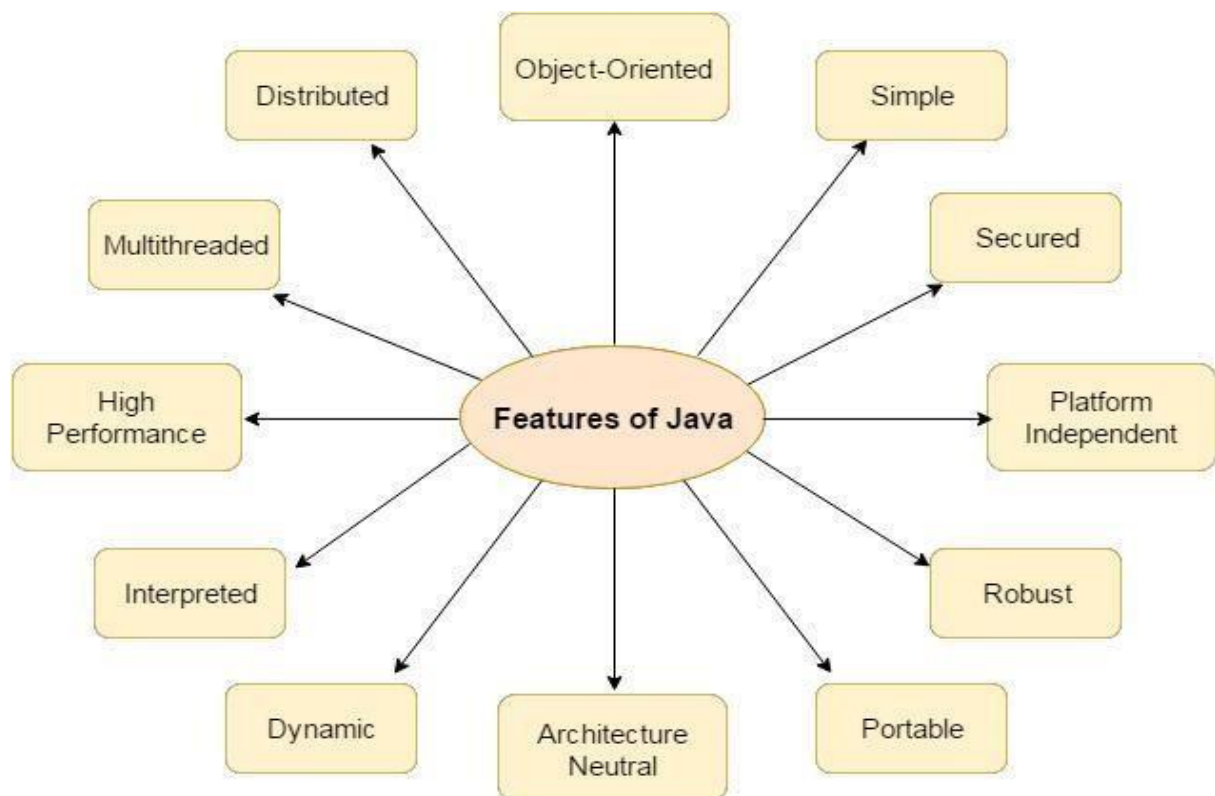 Object-Oriented
Distributed
Simple
Multithreaded
Secured
High
Performance
Features of Java
Platform
Independent
Interpreted
Robust
Dynamic
Architecture
Neutral
Portable